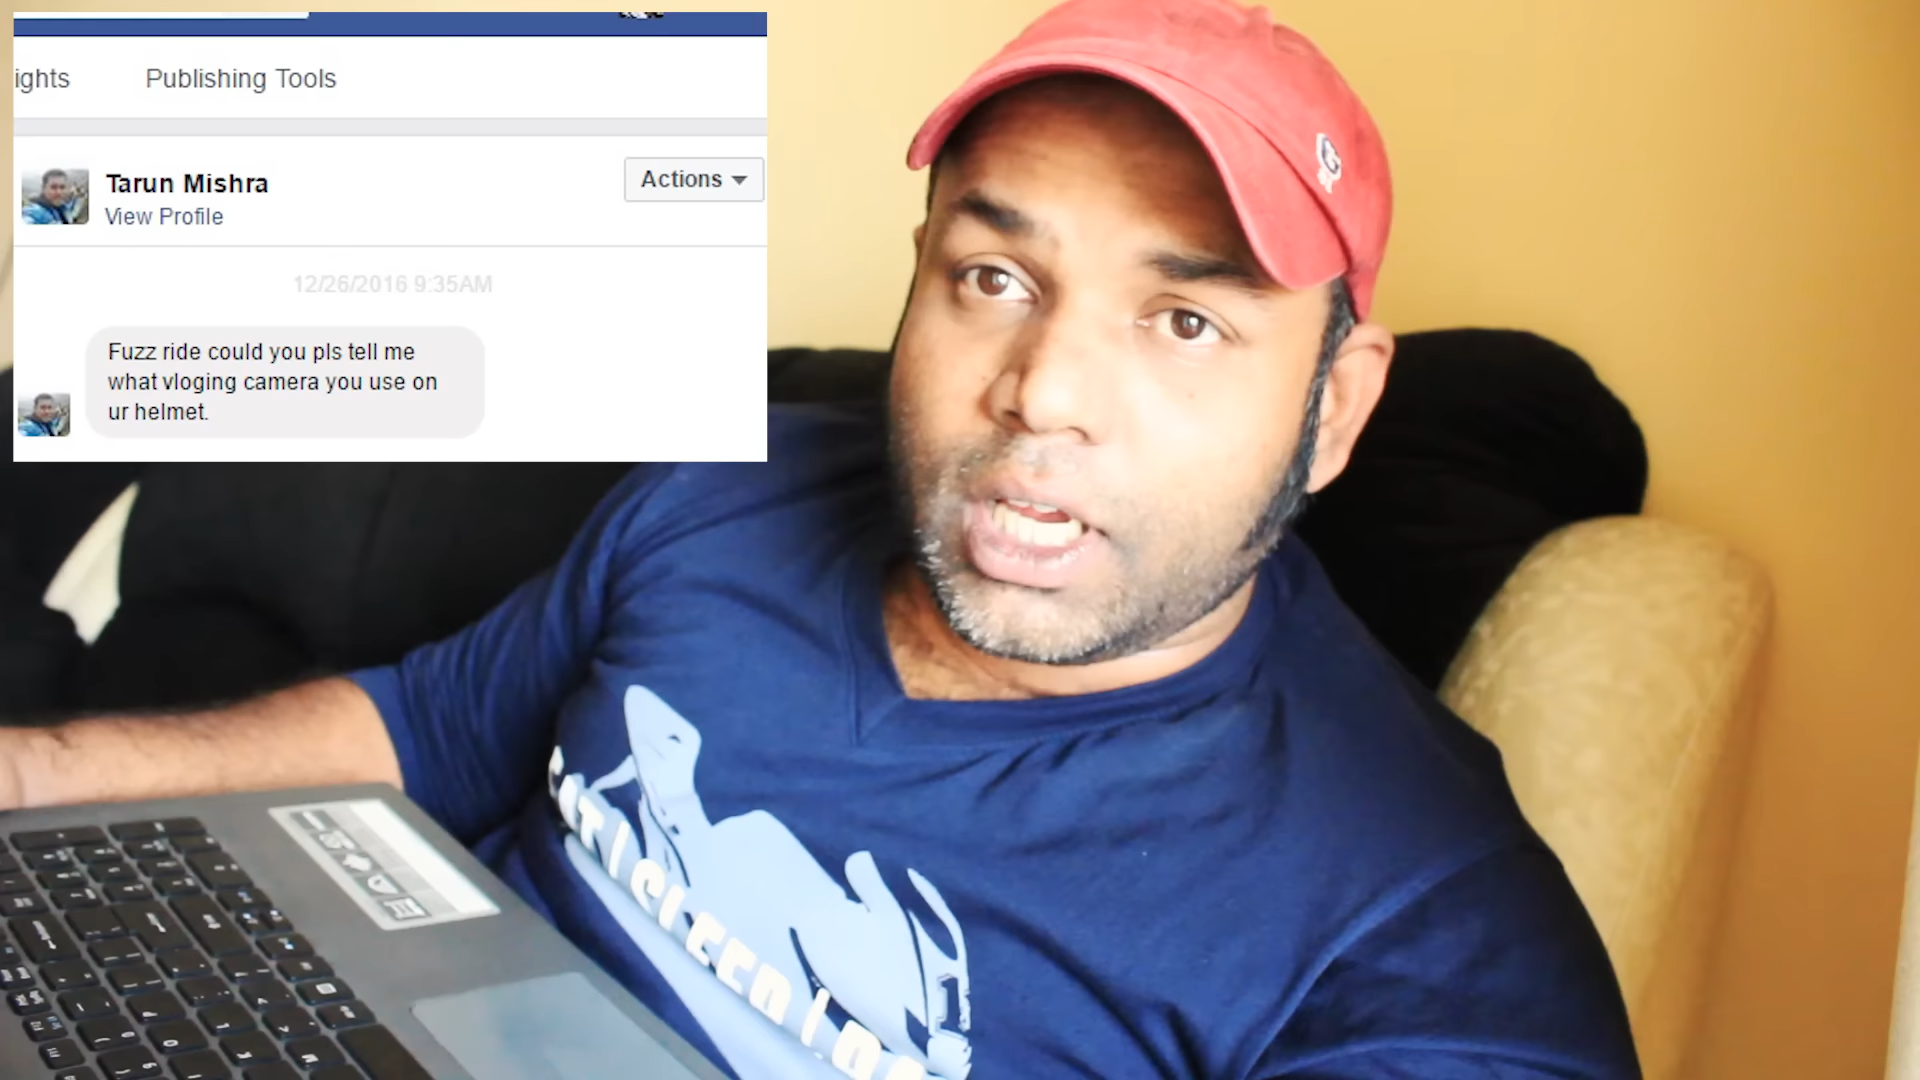 ights Publishing Tools
Tarun Mishra
Actions
View Profile
12/26/2016 9:35AM
Fuzz ride could you pls tell me
what vloging camera you use on
ur helmet.